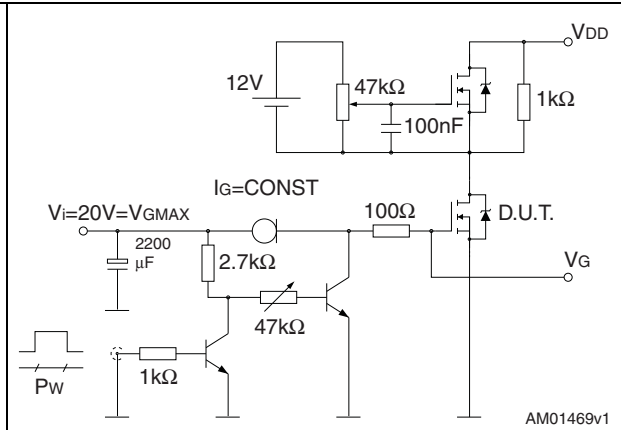 VDD
12V
47kΩ
1kΩ
100nF
IG=CONST
Vi=20V=VGMAX
100Ω
D.U.T.
2200
μF
2.7kΩ
VG
47kΩ
1kΩ
PW
AM01469v1